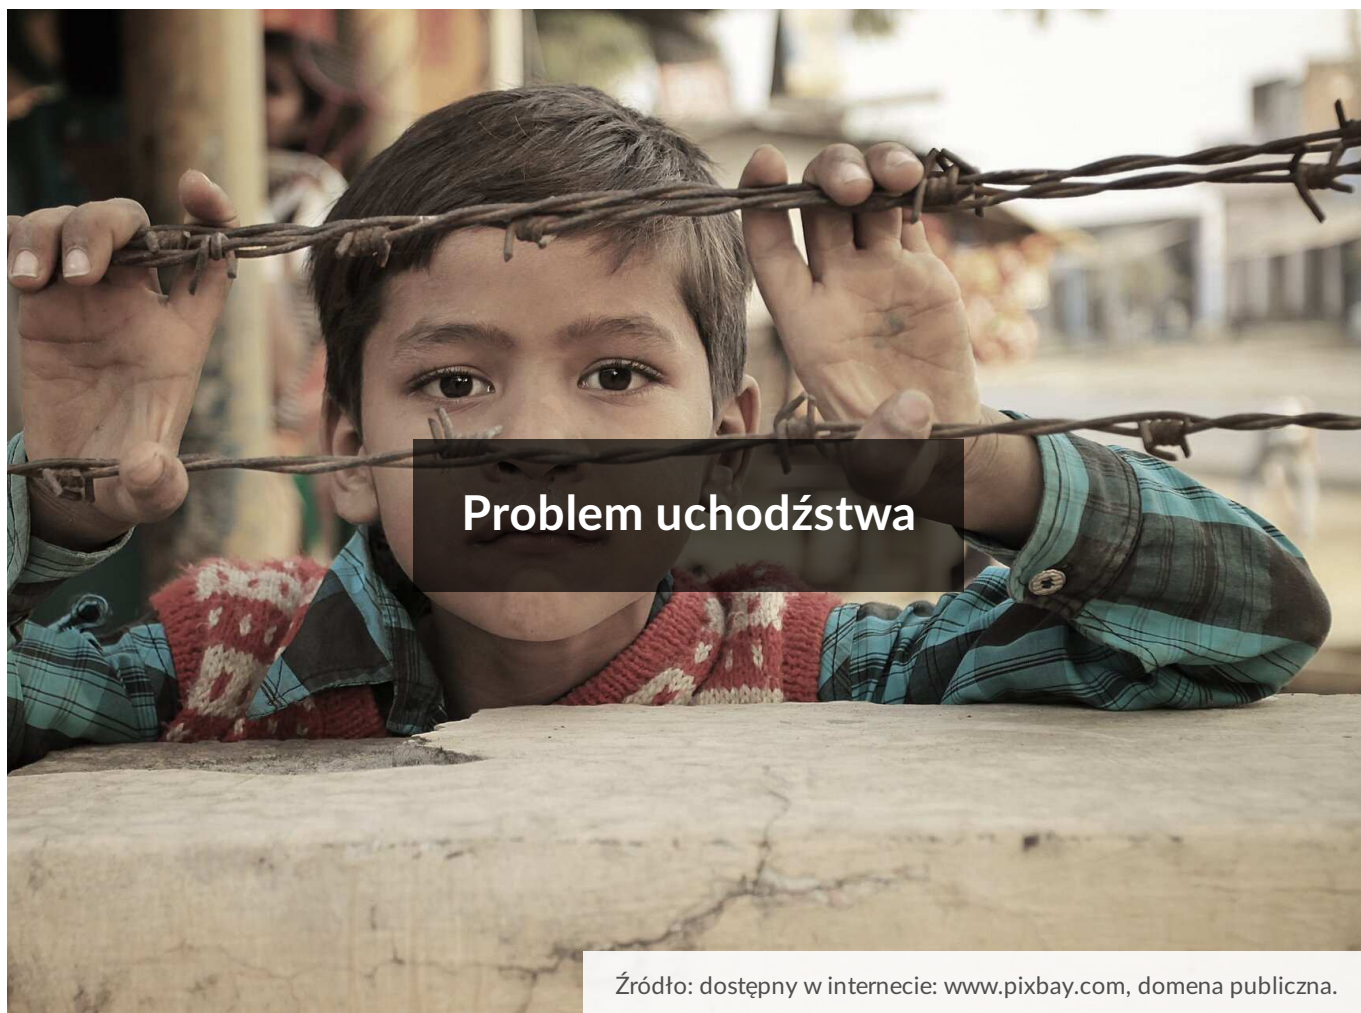 Problem uchodźstwa
Źródło: dostępny w internecie: www.pixbay.com, domena publiczna.